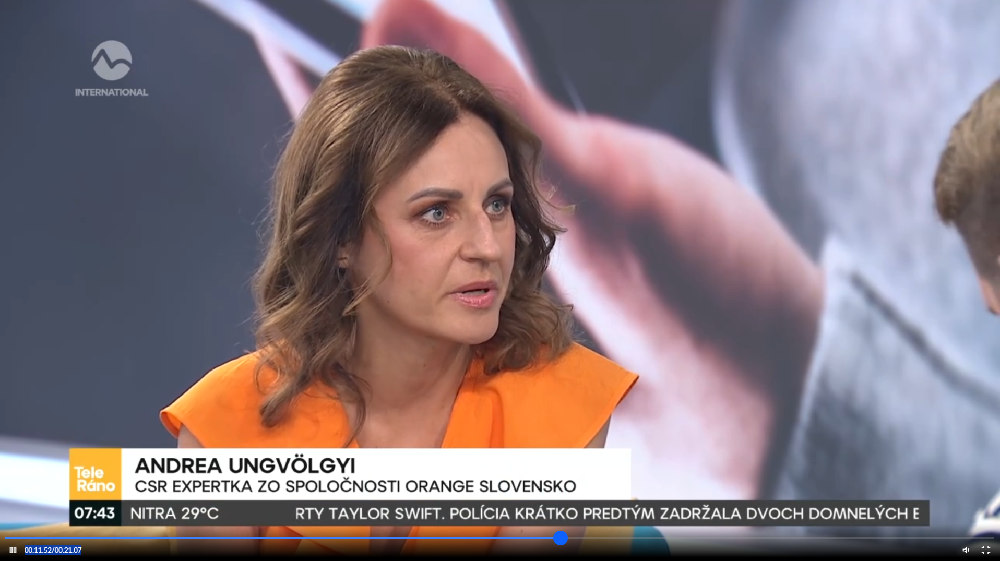 INTERNATIONAL
ANDREA UNGVÖLGYI
CSR EXPERTKA ZO SPOLOČNOSTI ORANGE SLOVENSKO
Tele
Ráno
07:43 NITRA 29°C RTY TAYLOR SWIFT. POLÍCIA KRÁTKO PREDTÝM ZADRŽALA DVOCH DOMNELÝCH
00:11:52/00:21:07